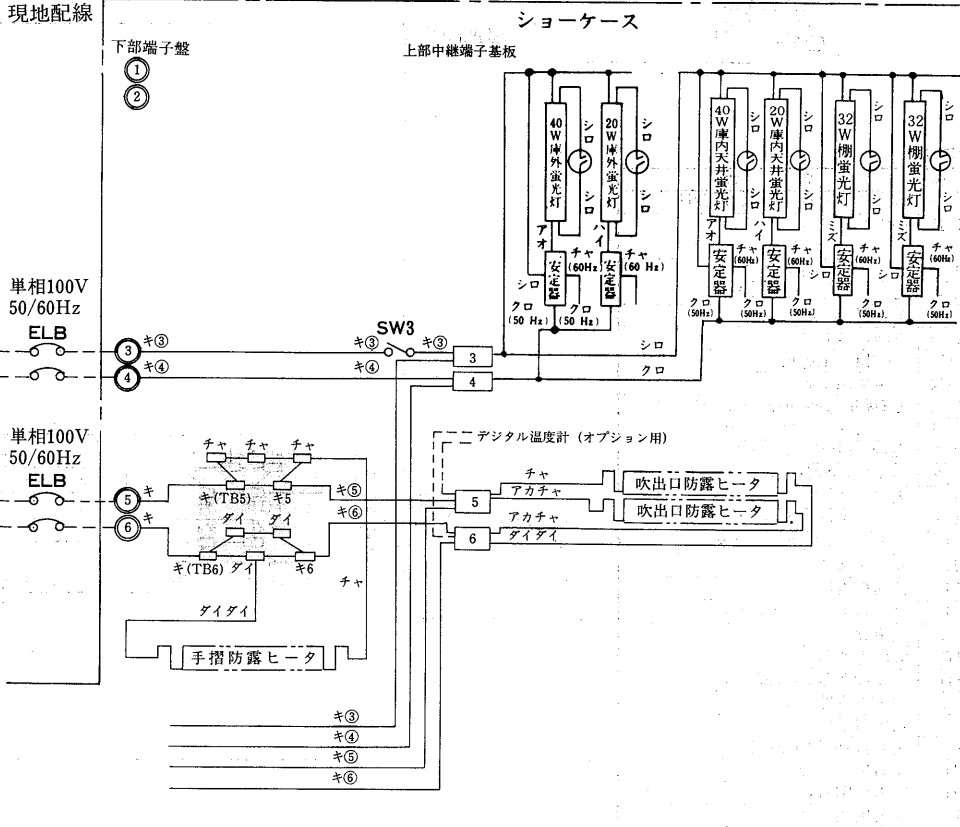 現地配線
ショーケース
下部端子盤
①
②
上部中継端子基板
40W庫外蛍光灯
シロ
シロ
20W庫外蛍光灯
シロ
シロ
40W庫内天井蛍光灯
シロ
シロ
20W庫内天井蛍光灯
シロ
シロ
32W棚蛍光灯
シロ
シロ
32W棚蛍光灯
シロ
シロ
アオ
ハイ
アオ
ハイ
ミズ
ミズ
チャ
(60Hz)
チャ
(60 Hz)
チャ
(60Hz)
チャ
(60Hz)
チャ
(60Hz)
チャ
(60Hz)
安定器
安定器
安定器
安定器
安定器
安定器
シロ
シロ
シロ
シロ
クロ
(50 Hz)
クロ
(50 Hz)
クロ
(50Hz)
クロ
(50Hz)
クロ
(50Hz)
クロ
(50Hz)
単相100V
50/60Hz
ELB
③
キ③
キ③
SW3
キ③
3
シロ
④
キ④
キ④
4
クロ
単相100V
50/60Hz
ELB
デジタル温度計（オプション用）
チャ
チャ
チャ
⑤
キ
キ(TB5)
キ5
キ⑤
5
チャ
吹出口防露ヒータ
アカチャ
吹出口防露ヒータ
⑥
キ
ダイ
ダイ
キ⑥
6
アカチャ
ダイダイ
キ(TB6)
ダイ
キ6
チャ
ダイダイ
手摺防露ヒータ
キ③
キ④
キ⑤
キ⑥